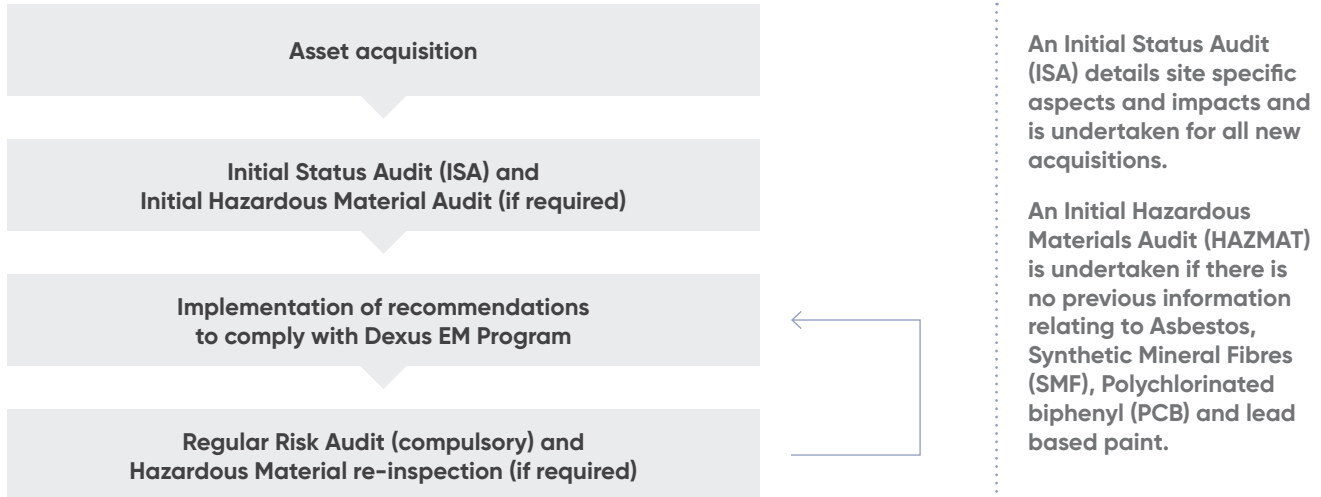 Asset acquisition
Initial Status Audit (ISA) and
Initial Hazardous Material Audit (if required)
Implementation of recommendations
to comply with Dexus EM Program
Regular Risk Audit (compulsory) and
Hazardous Material re-inspection (if required)
An Initial Status Audit
(ISA) details site specific
aspects and impacts and
is undertaken for all new
acquisitions.
An Initial Hazardous
Materials Audit (HAZMAT)
is undertaken if there is
no previous information
relating to Asbestos,
Synthetic Mineral Fibres
(SMF), Polychlorinated
biphenyl (PCB) and lead
based paint.